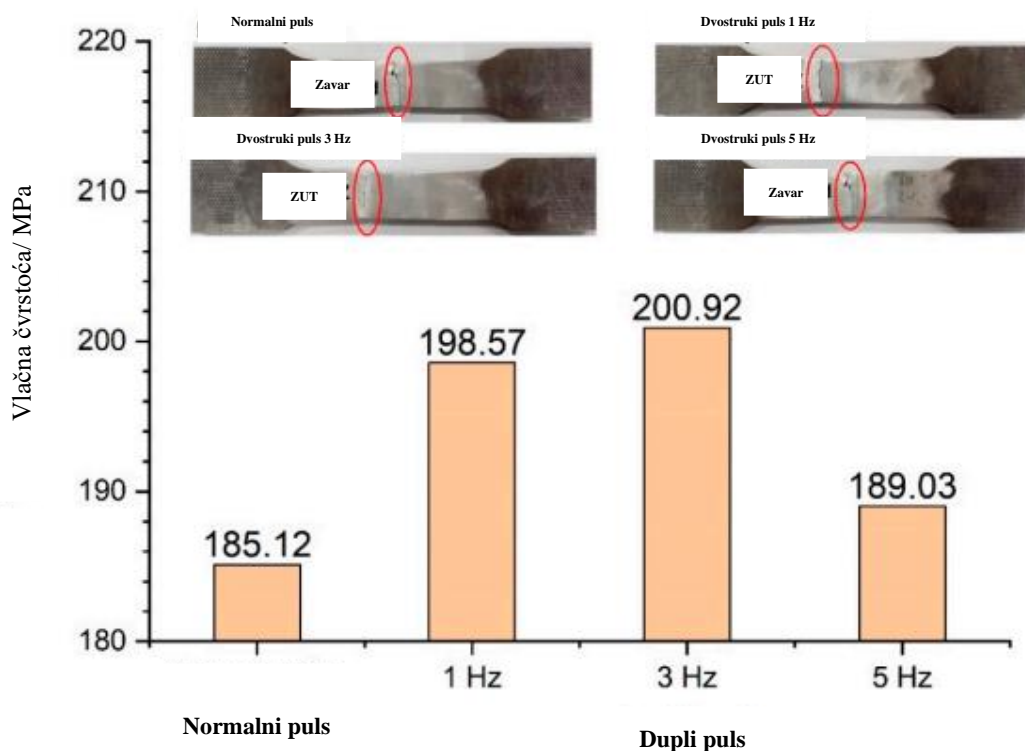 Normalni puls
Dvostruki puls 1 Hz
Zavar
ZUT
Dvostruki puls 3 Hz
Dvostruki puls 5 Hz
ZUT
Zavar
Vlačna čvrstoća/ MPa
220
210
200
190
180
185.12
198.57
200.92
189.03
1 Hz
3 Hz
5 Hz
Normalni puls
Dupli puls